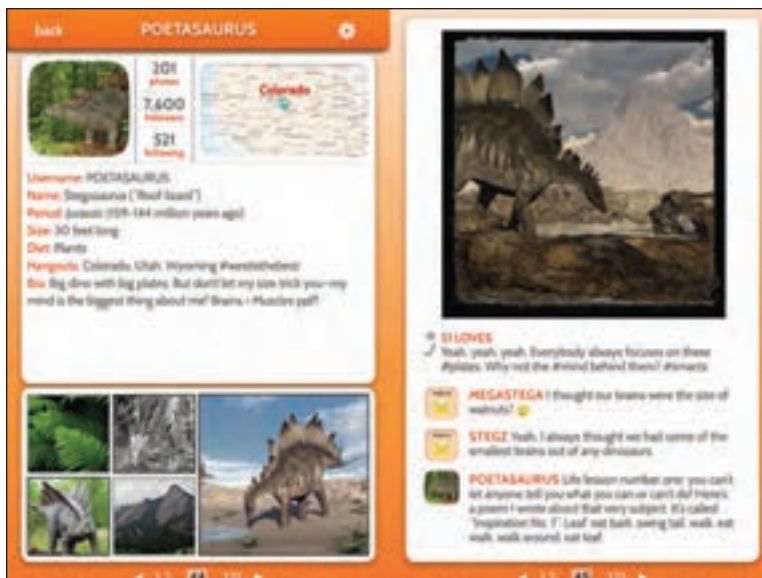 back POETASAURUS
201
photos
7,600
followers
521
following
Colorado
Username: POETASAURUS
Name: Stegosaurus ("Roof lizard")
Period: Jurassic (159-144 million years ago)
Size: 30 feet long
Diet: Plants
Hangouts: Colorado, Utah, Wyoming #westisthebest
Bio: Big dino with big plates. But don't let my size trick you—my
mind is the biggest thing about me! Brains
51 LOVES
Yeah, yeah, yeah. Everybody always focuses on these
#plates. Why not the #mind behind them? #smarts
MEGASTEGA I thought our brains were the size of
walnuts?
STEGZ Yeah, I always thought we had some of the
smallest brains out of any dinosaurs.
POETASAURUS Life lesson number one: you can't
let anyone tell you what you can or can't do! Here's
a poem I wrote about that very subject. It's called
"Inspiration No. 1". Leaf eat bark, swing tail, walk, eat
walk, walk around, eat leaf.
44
45